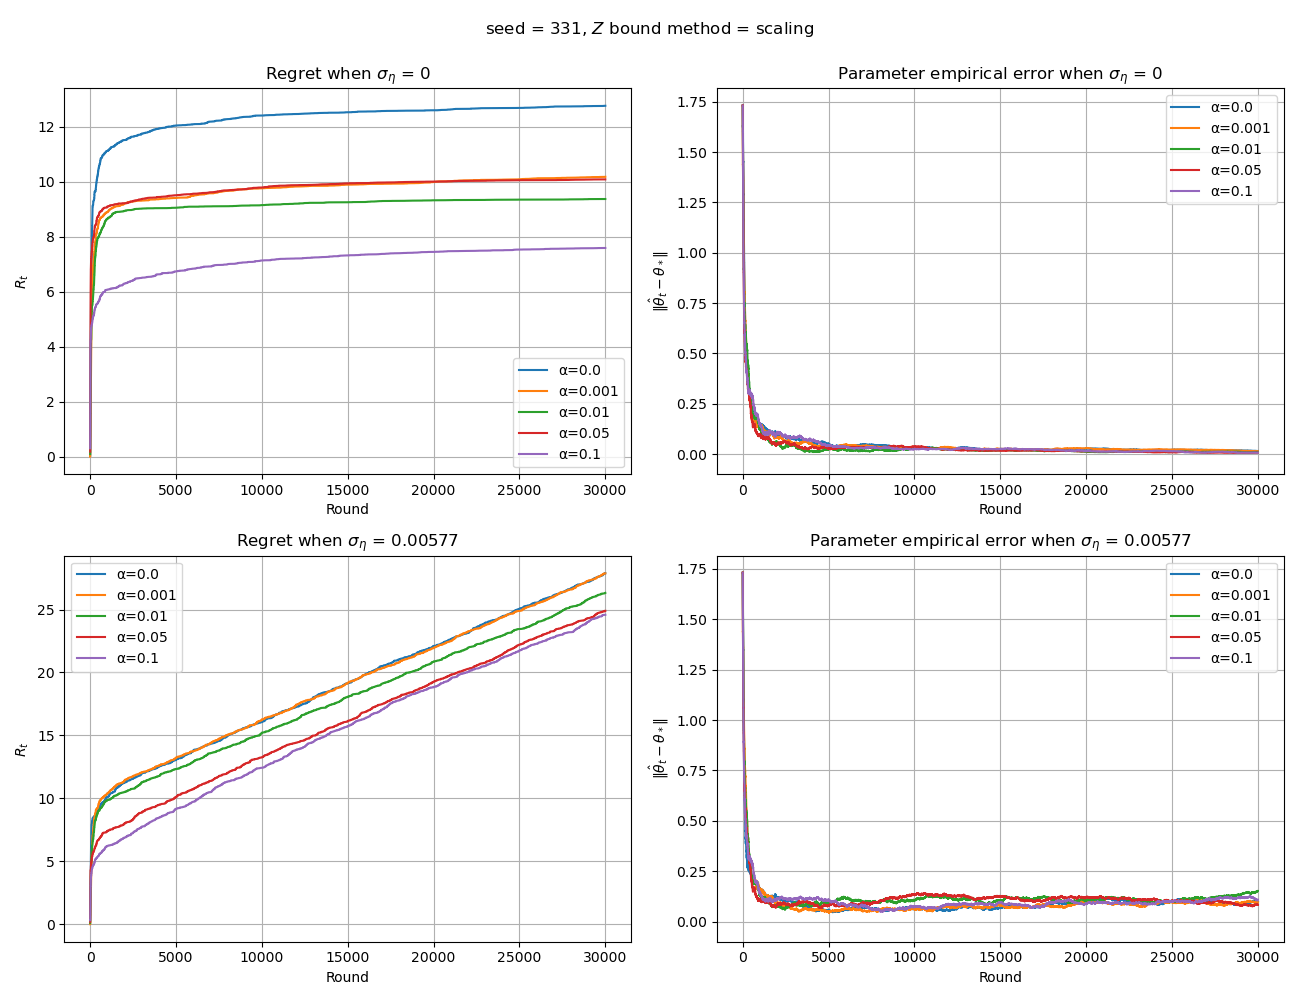 seed = 331, Z bound method = scaling
Regret when σ_η = 0
R_t
12
10
8
6
4
2
0
0 5000 10000 15000 20000 25000 30000
Round
α=0.0
α=0.001
α=0.01
α=0.05
α=0.1
Parameter empirical error when σ_η = 0
‖θ̂_t − θ_*‖
1.75
1.50
1.25
1.00
0.75
0.50
0.25
0.00
0 5000 10000 15000 20000 25000 30000
Round
α=0.0
α=0.001
α=0.01
α=0.05
α=0.1
Regret when σ_η = 0.00577
R_t
25
20
15
10
5
0
0 5000 10000 15000 20000 25000 30000
Round
α=0.0
α=0.001
α=0.01
α=0.05
α=0.1
Parameter empirical error when σ_η = 0.00577
‖θ̂_t − θ_*‖
1.75
1.50
1.25
1.00
0.75
0.50
0.25
0.00
0 5000 10000 15000 20000 25000 30000
Round
α=0.0
α=0.001
α=0.01
α=0.05
α=0.1